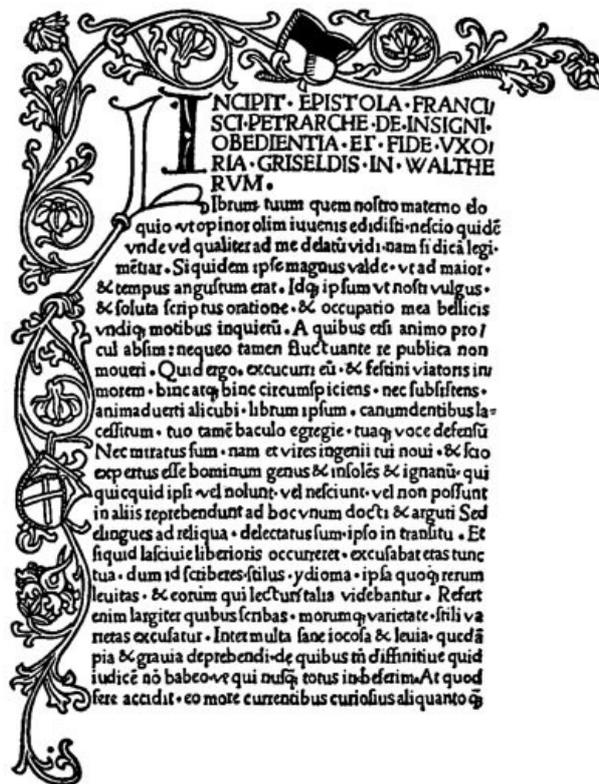 INCIPIT·EPISTOLA·FRANCI/
SCI·PETRARCHE·DE·INSIGNI·
OBEDIENTIA·ET·FIDE·VXO/
RIA·GRISELDIS·IN·WALTHE
RVM·
LIbrum tuum quem noſtro materno elo
quio vt opinor olim iuuenis edidiſti·neſcio quidē
vnde vel qualiter ad me delatū vidi·nam ſi dicā legi·
mētiar·Siquidem ipſe magnus valde·vt ad maior·
& tempus anguſtum erat·Idq; ipſum vt noſti vulgus·
& ſoluta ſcriptus oratione·& occupatio mea bellicis
vndiq; motibus inquietū·A quibus etſi animo pro/
cul abſim: nequeo tamen fluctuante re publica non
moueri·Quid ergo·excucurri eū·& feſtini viatoris in/
morem·hinc atq; hinc circumſpiciens·nec ſubſiſtens·
animaduerti alicubi·librum ipſum·canum dentibus la=
ceſſitum·tuo tamē baculo egregie·tuaq; voce defenſū
Nec miratus ſum·nam et vires ingenii tui noui·& ſcio
expertus eſſe hominum genus & inſolēs & ignauū·qui
quicquid ipſi vel nolunt·vel neſciunt·vel non poſſunt
in aliis reprehendunt ad hoc vnum docti & arguti Sed
elingues ad reliqua·delectatus ſum·ipſo in tranſitu·Et
ſiquid laſciuie liberioris occurreret·excuſabat etas tunc
tua·dum id ſcriberes·ſtilus·ydioma·ipſa quoq; rerum
leuitas·& eorum qui lecturi talia videbantur·Refert
enim largiter quibus ſcribas·morumq; varietate·ſtili va
rietas excuſatur·Inter multa ſane iocoſa & leuia·quedā
pia & grauia deprehendi·de quibus tñ diffinitiue quid
iudicē nō habeo·vt qui nuſq̄ totus inheſerim·At quod
fere accidit·eo more currentibus curioſius aliquanto q̄